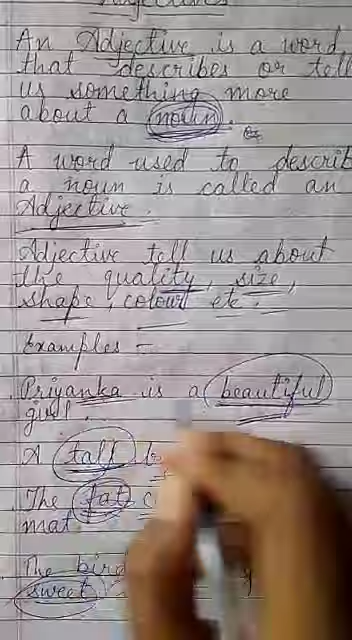 Adjectives
An Adjective is a word
that describes or tell
us something more
about a noun.
Or
A word used to describ
a noun is called an
Adjective.
Adjective tell us about
the quality, size,
shape, colour etc.
Examples -
Priyanka is a beautiful
girl.
A tall b
The fat c
mat.
The bird
sweet